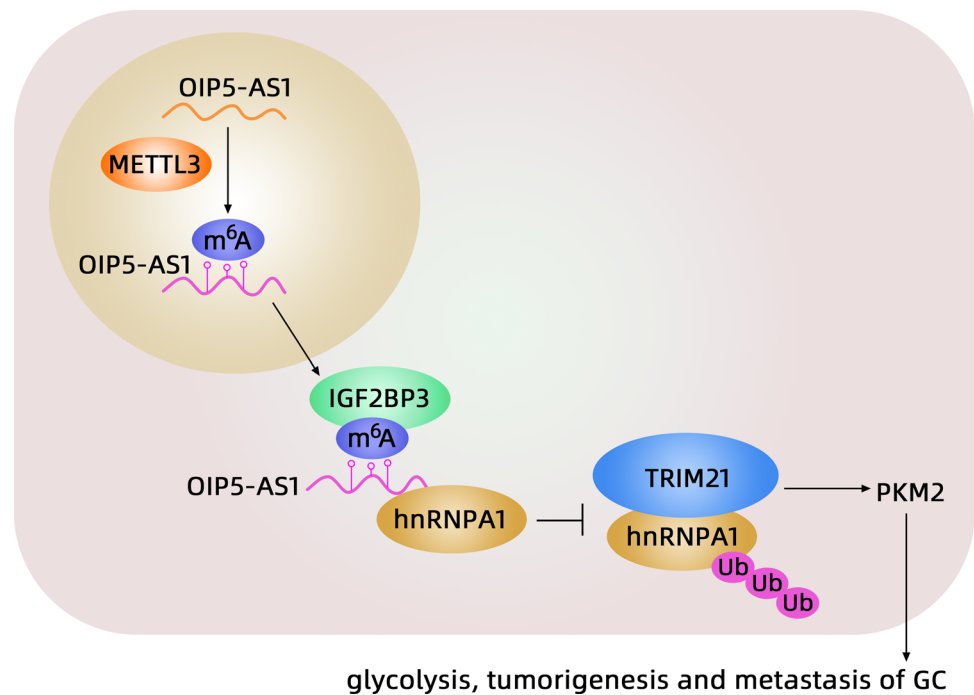 OIP5-AS1
METTL3
m⁶A
OIP5-AS1
IGF2BP3
m⁶A
OIP5-AS1
hnRNPA1
TRIM21
hnRNPA1
Ub
Ub
Ub
PKM2
glycolysis, tumorigenesis and metastasis of GC